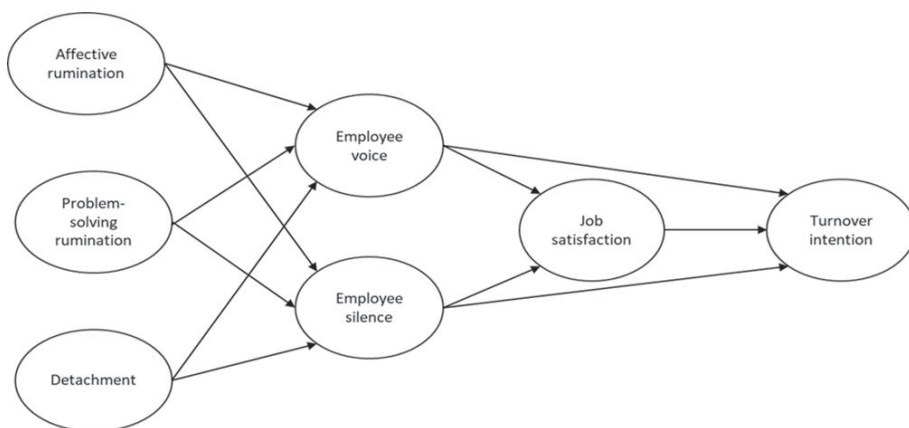 Affective
rumination
Employee
voice
Problem-
solving
rumination
Job
satisfaction
Turnover
intention
Employee
silence
Detachment